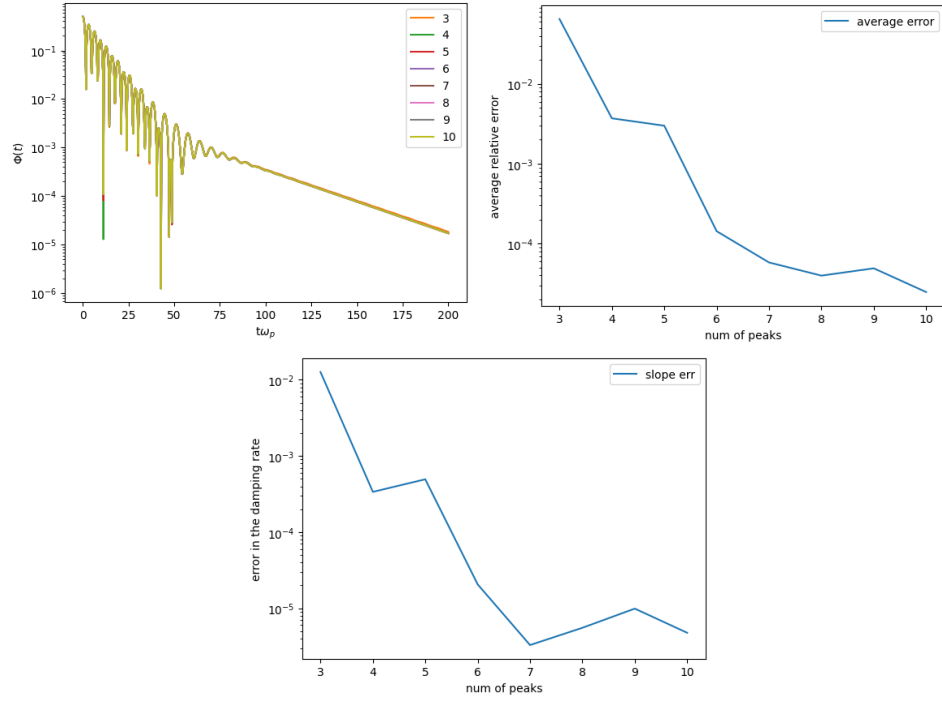 Φ(t)
10⁻¹
10⁻²
10⁻³
10⁻⁴
10⁻⁵
10⁻⁶
3
4
5
6
7
8
9
10
0 25 50 75 100 125 150 175 200
tωₚ
average relative error
10⁻²
10⁻³
10⁻⁴
average error
3 4 5 6 7 8 9 10
num of peaks
error in the damping rate
10⁻²
10⁻³
10⁻⁴
10⁻⁵
slope err
3 4 5 6 7 8 9 10
num of peaks